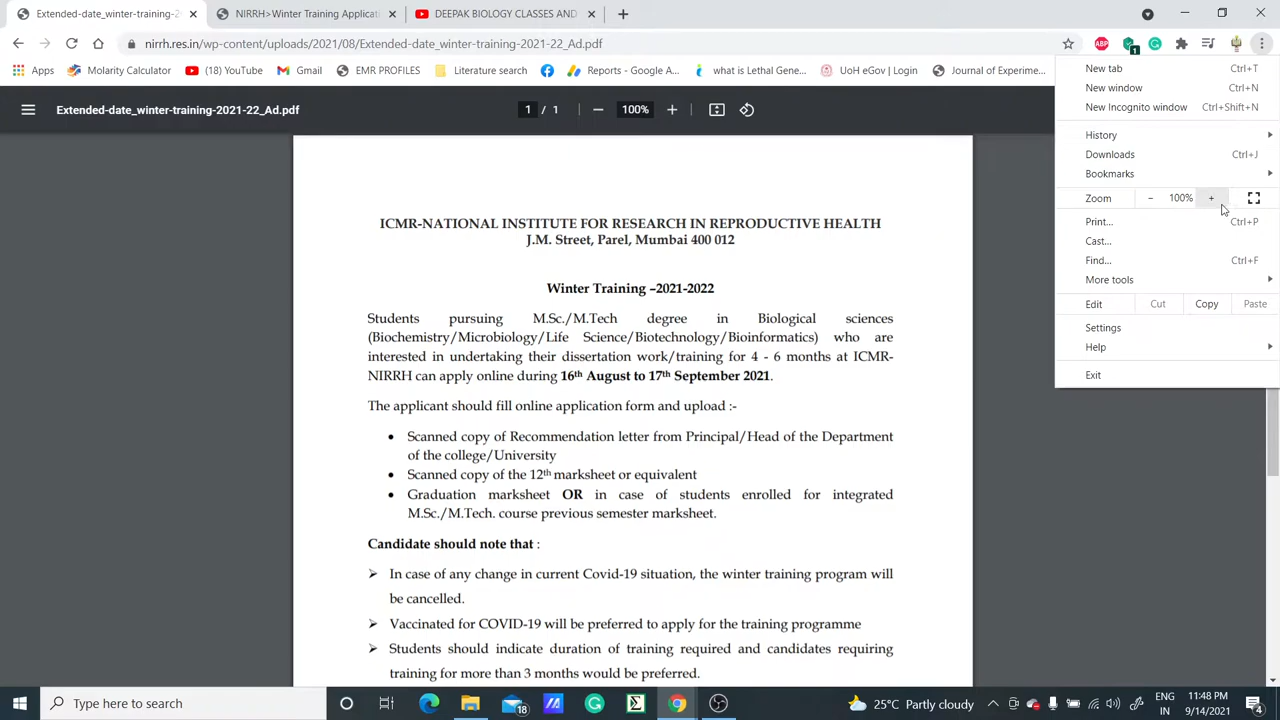 Extended-date_winter-training-20
NIRRH>Winter Training Applicati
DEEPAK BIOLOGY CLASSES AND
nirrh.res.in/wp-content/uploads/2021/08/Extended-date_winter-training-2021-22_Ad.pdf
ABP
1
Apps
Molarity Calculator
(18) YouTube
Gmail
EMR PROFILES
Literature search
Reports - Google A...
what is Lethal Gene...
UoH eGov | Login
Journal of Experime...
Extended-date_winter-training-2021-22_Ad.pdf
1 / 1
100%
New tab Ctrl+T
New window Ctrl+N
New Incognito window Ctrl+Shift+N
History
Downloads Ctrl+J
Bookmarks
Zoom - 100% +
Print... Ctrl+P
Cast...
Find... Ctrl+F
More tools
Edit Cut Copy Paste
Settings
Help
Exit
ICMR-NATIONAL INSTITUTE FOR RESEARCH IN REPRODUCTIVE HEALTH
J.M. Street, Parel, Mumbai 400 012
Winter Training –2021-2022
Students pursuing M.Sc./M.Tech degree in Biological sciences
(Biochemistry/Microbiology/Life Science/Biotechnology/Bioinformatics) who are
interested in undertaking their dissertation work/training for 4 - 6 months at ICMR-
NIRRH can apply online during 16th August to 17th September 2021.
The applicant should fill online application form and upload :-
• Scanned copy of Recommendation letter from Principal/Head of the Department
of the college/University
• Scanned copy of the 12th marksheet or equivalent
• Graduation marksheet OR in case of students enrolled for integrated
M.Sc./M.Tech. course previous semester marksheet.
Candidate should note that :
➢ In case of any change in current Covid-19 situation, the winter training program will
be cancelled.
➢ Vaccinated for COVID-19 will be preferred to apply for the training programme
➢ Students should indicate duration of training required and candidates requiring
training for more than 3 months would be preferred.
Type here to search
18
25°C Partly cloudy
ENG
IN
11:48 PM
9/14/2021
4